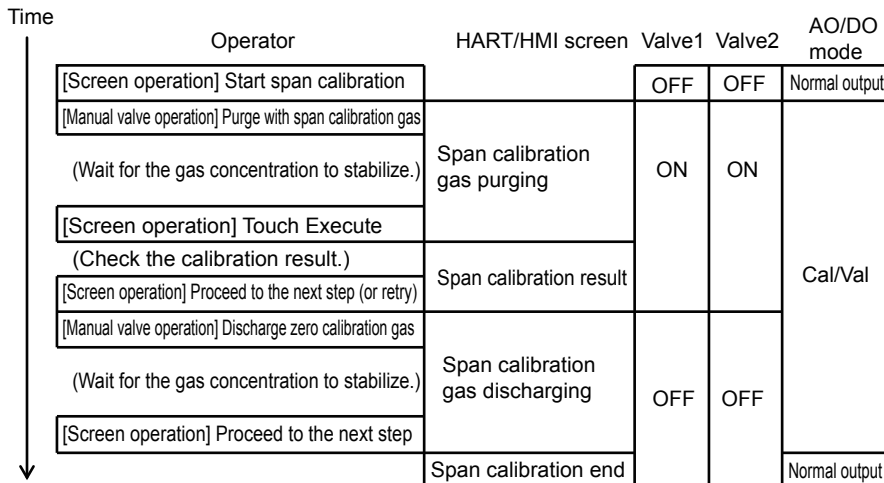 Time
Operator
HART/HMI screen
Valve1
Valve2
AO/DO
mode
[Screen operation] Start span calibration
OFF
OFF
Normal output
[Manual valve operation] Purge with span calibration gas
(Wait for the gas concentration to stabilize.)
Span calibration
gas purging
ON
ON
[Screen operation] Touch Execute
(Check the calibration result.)
Span calibration result
Cal/Val
[Screen operation] Proceed to the next step (or retry)
[Manual valve operation] Discharge zero calibration gas
(Wait for the gas concentration to stabilize.)
Span calibration
gas discharging
OFF
OFF
[Screen operation] Proceed to the next step
Span calibration end
Normal output